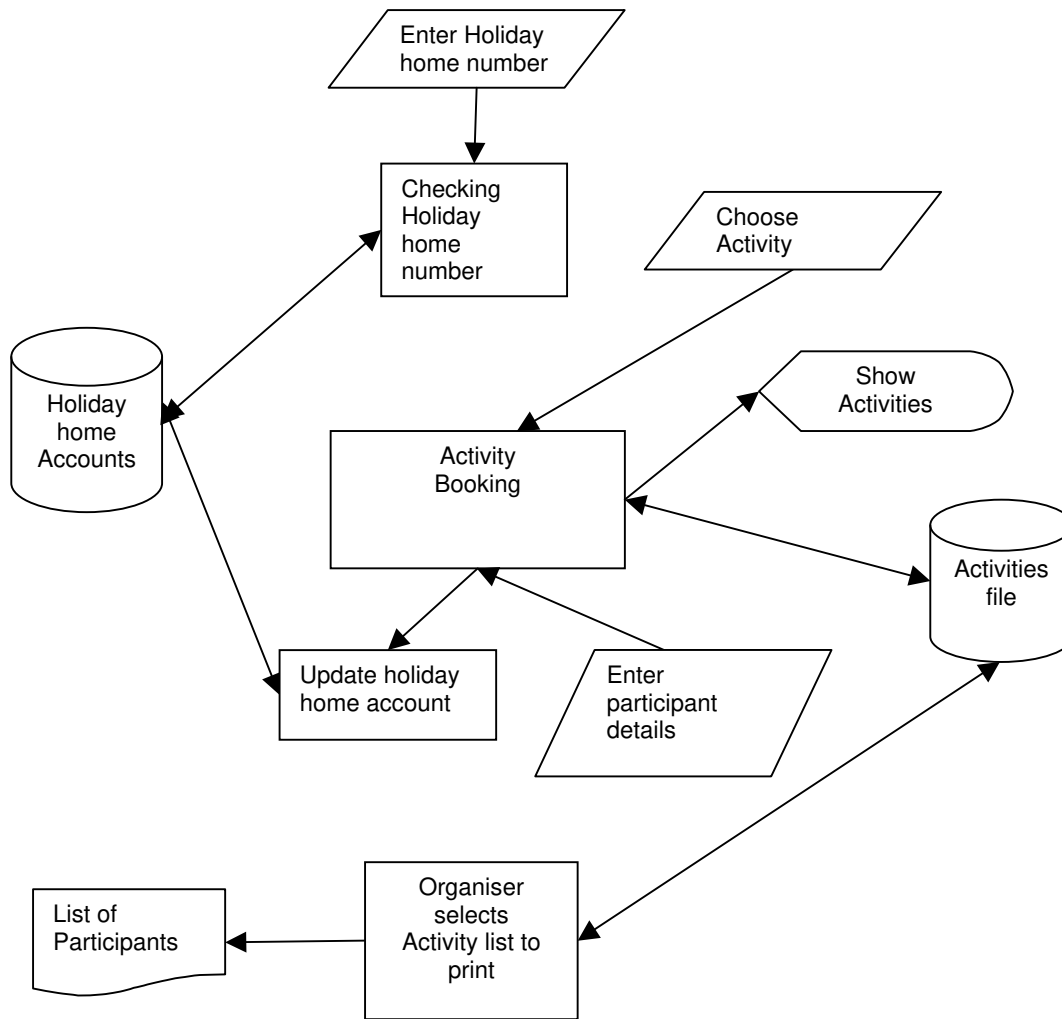 Enter Holiday
home number
Checking
Holiday
home
number
Choose
Activity
Show
Activities
Holiday
home
Accounts
Activity
Booking
Activities
file
Update holiday
home account
Enter
participant
details
Organiser
selects
Activity list to
print
List of
Participants